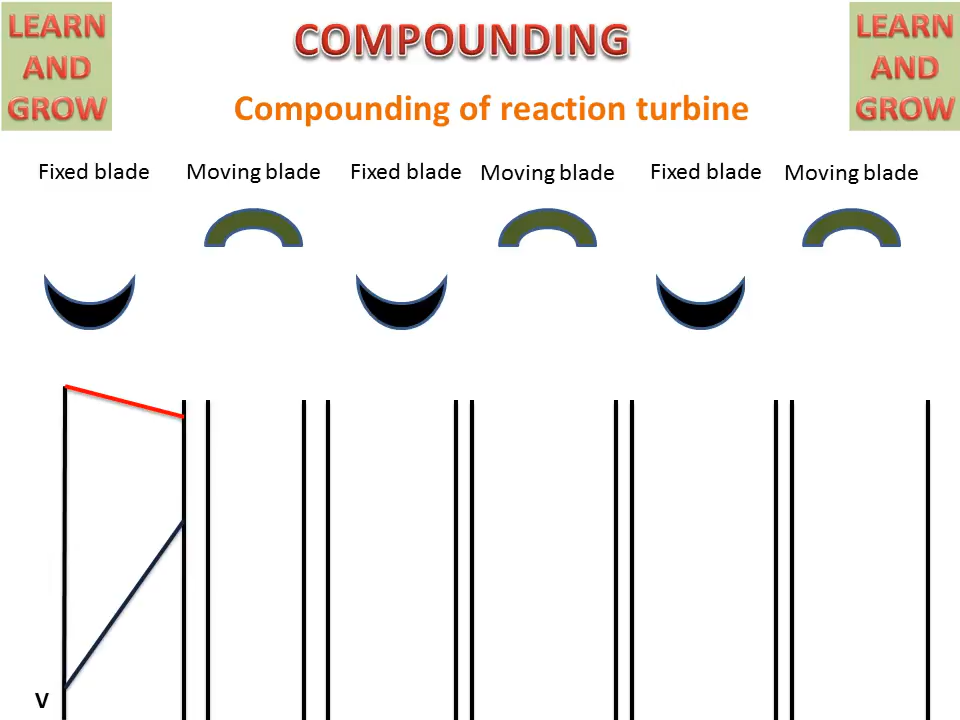 LEARN
AND
GROW
COMPOUNDING
LEARN
AND
GROW
Compounding of reaction turbine
Fixed blade Moving blade Fixed blade Moving blade Fixed blade Moving blade
V